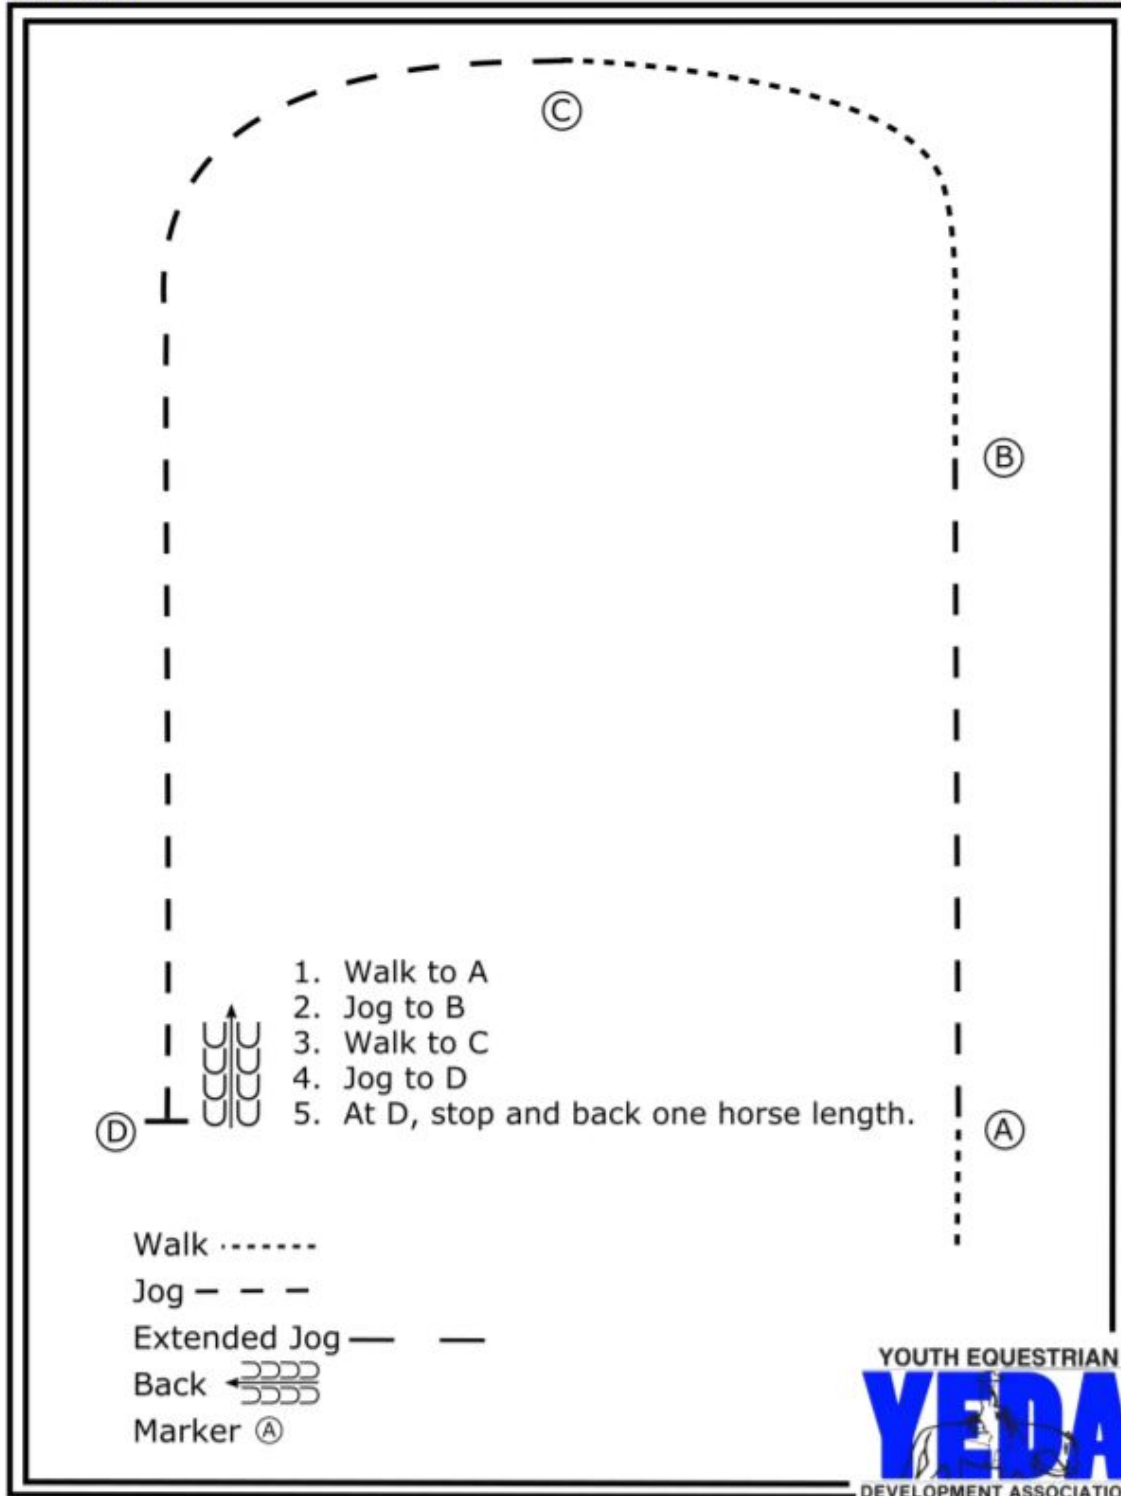 C
B
1. Walk to A
2. Jog to B
3. Walk to C
4. Jog to D
5. At D, stop and back one horse length.
D
A
Walk
Jog
Extended Jog
Back
Marker A
YOUTH EQUESTRIAN
YEDA
DEVELOPMENT ASSOCIATIO